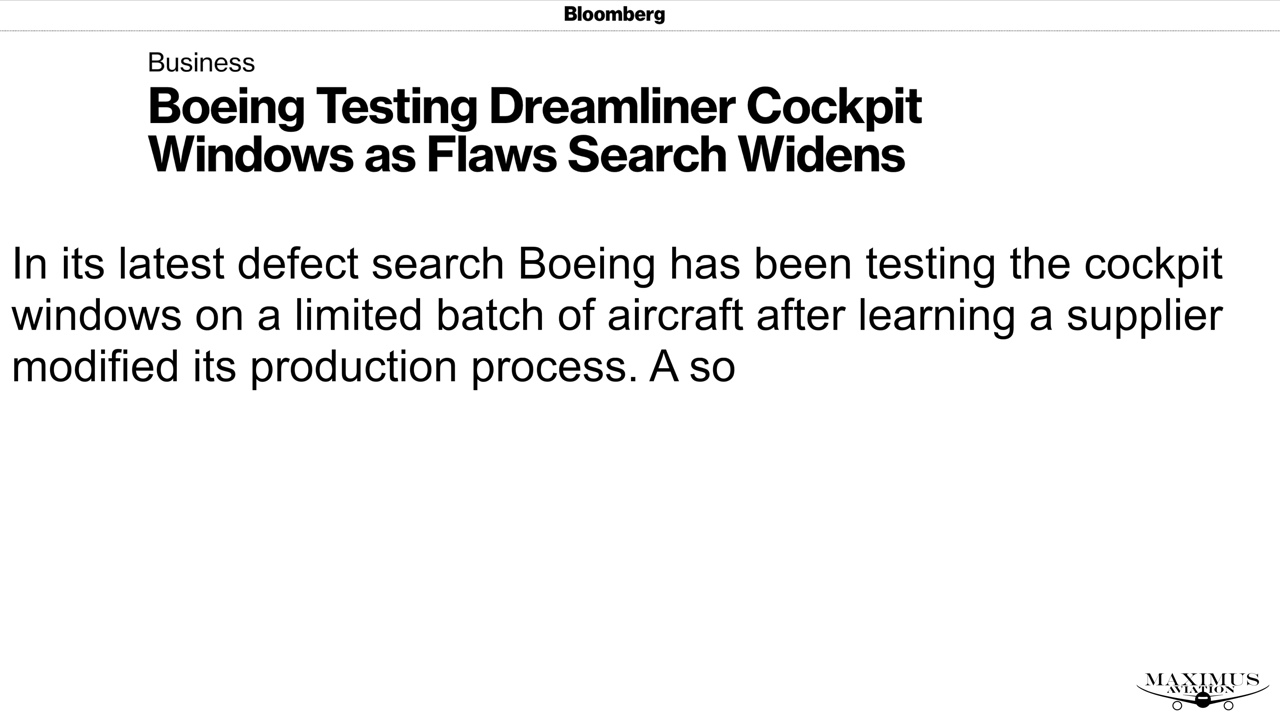 Bloomberg
Business
Boeing Testing Dreamliner Cockpit
Windows as Flaws Search Widens
In its latest defect search Boeing has been testing the cockpit
windows on a limited batch of aircraft after learning a supplier
modified its production process. A so
MAXIMUS
AVIATION